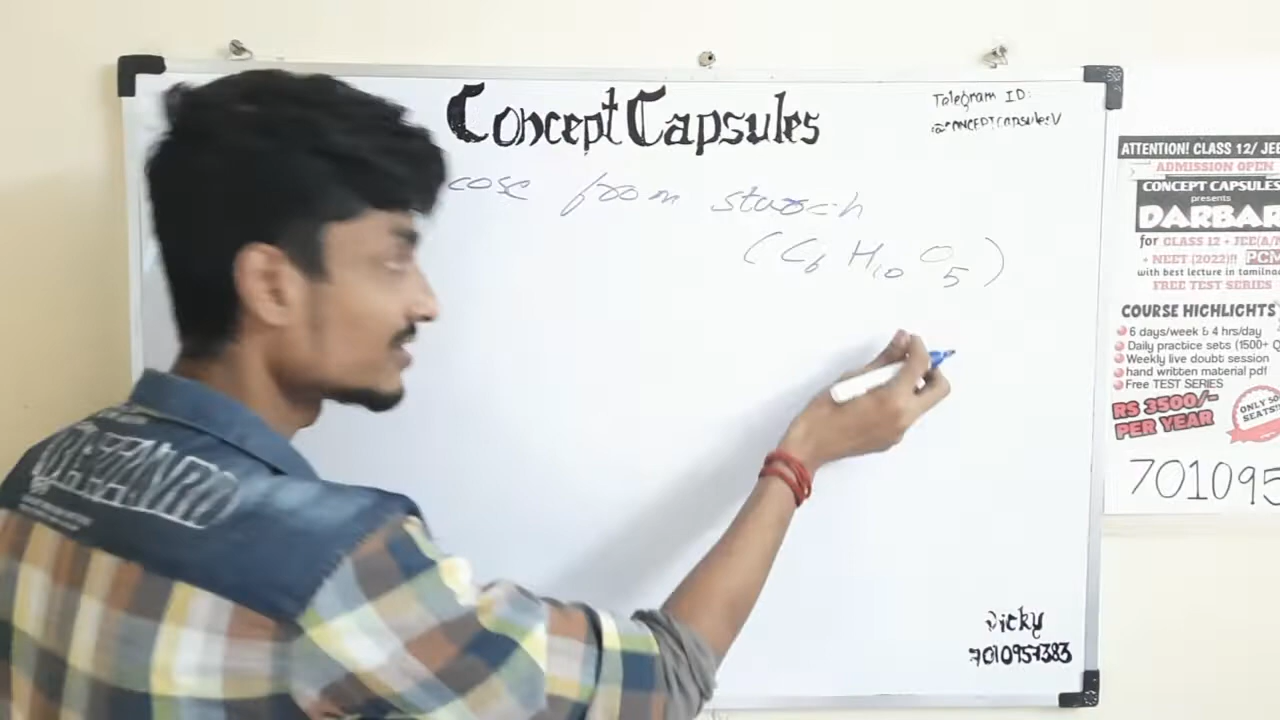 Concept Capsules
Telegram ID:
@CONCEPTCapsulesV
cose from starch
(C6 H10 O5)
Vicky
7010957383
ATTENTION! CLASS 12/ JEE
ADMISSION OPEN
CONCEPT CAPSULES
presents
DARBAR
for CLASS 12 + JEE(A/M
+ NEET (2022)!! PCM
with best lecture in tamilnad
FREE TEST SERIES
COURSE HIGHLIGHTS
6 days/week & 4 hrs/day
Daily practice sets (1500+ Q
Weekly live doubt session
hand written material pdf
Free TEST SERIES
RS 3500/-
PER YEAR
ONLY 50
SEATS!!
701095